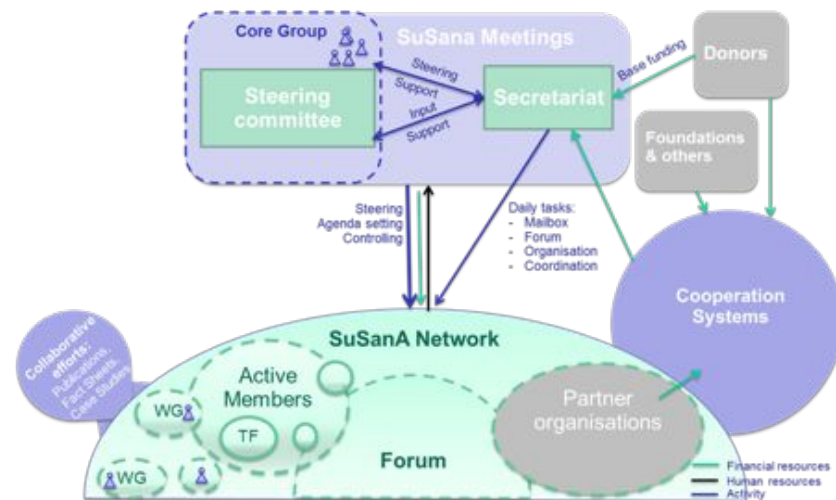 Core Group
SuSana Meetings
Steering
committee
Steering
Support
Input
Support
Secretariat
Base funding
Donors
Foundations
& others
Steering
Agenda setting
Controlling
Daily tasks:
- Mailbox
- Forum
- Organisation
- Coordination
Cooperation
Systems
Collaborative
efforts:
Publications,
Fact Sheets,
Case Studies
SuSanA Network
Active
Members
WG
TF
WG
Forum
Partner
organisations
Financial resources
Human resources
Activity